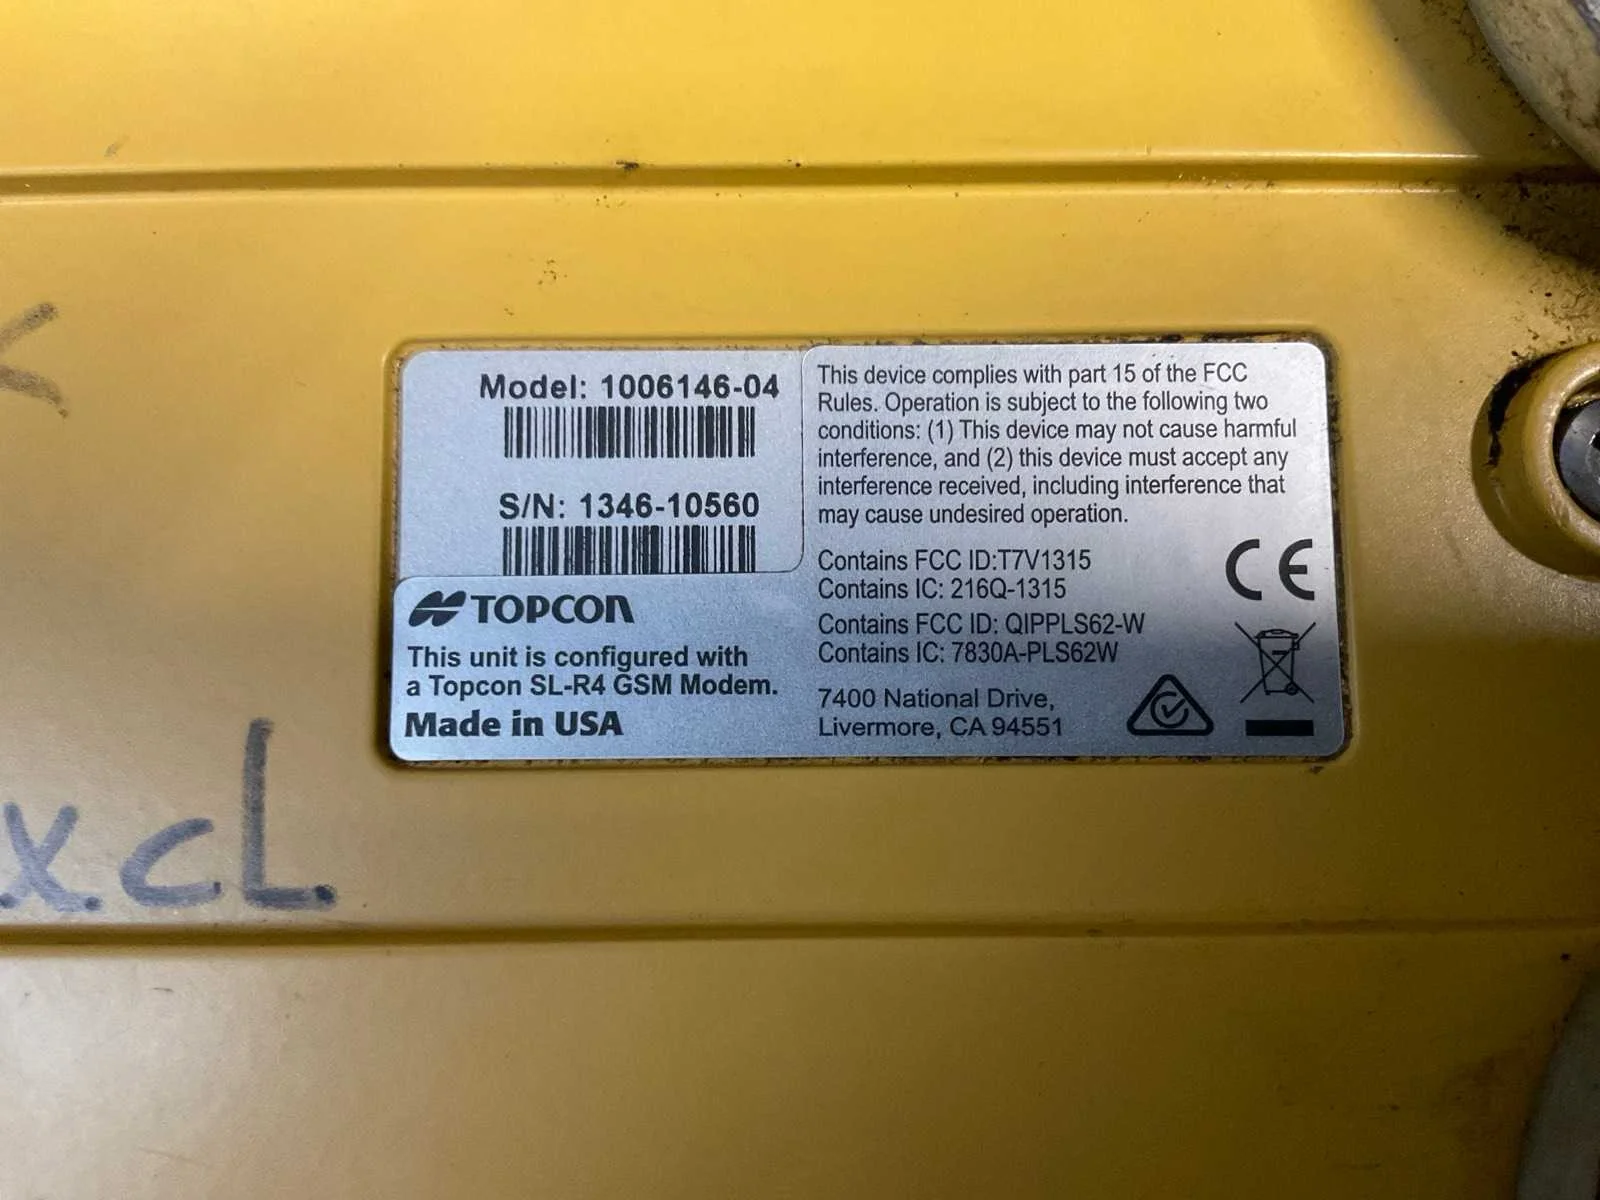 Model: 1006146-04
S/N: 1346-10560
TOPCON
This unit is configured with
a Topcon SL-R4 GSM Modem.
Made in USA
This device complies with part 15 of the FCC
Rules. Operation is subject to the following two
conditions: (1) This device may not cause harmful
interference, and (2) this device must accept any
interference received, including interference that
may cause undesired operation.
Contains FCC ID:T7V1315
Contains IC: 216Q-1315
Contains FCC ID: QIPPLS62-W
Contains IC: 7830A-PLS62W
7400 National Drive,
Livermore, CA 94551
CE
.x.cL.